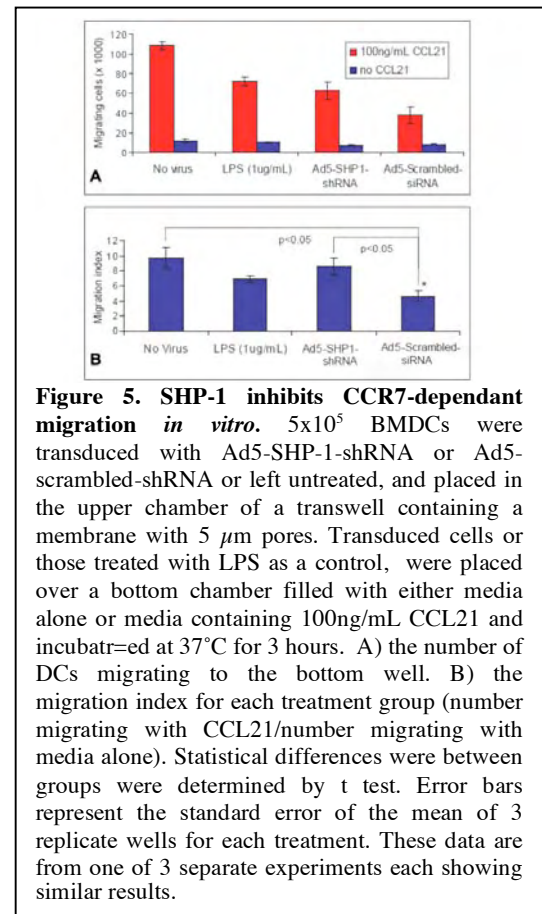 120
100
80
60
40
20
0
Migrating cells (x 1000)
100ng/mL CCL21
no CCL21
No virus LPS (1ug/mL) Ad5-SHP1-shRNA Ad5-Scrambled-siRNA
A
12
10
8
6
4
2
0
Migration index
p<0.05
p<0.05
*
No Virus LPS (1ug/mL) Ad5-SHP1-shRNA Ad5-Scrambled-siRNA
B
Figure 5. SHP-1 inhibits CCR7-dependant
migration in vitro. 5x10⁵ BMDCs were
transduced with Ad5-SHP-1-shRNA or Ad5-
scrambled-shRNA or left untreated, and placed in
the upper chamber of a transwell containing a
membrane with 5 µm pores. Transduced cells or
those treated with LPS as a control, were placed
over a bottom chamber filled with either media
alone or media containing 100ng/mL CCL21 and
incubatr=ed at 37˚C for 3 hours. A) the number of
DCs migrating to the bottom well. B) the
migration index for each treatment group (number
migrating with CCL21/number migrating with
media alone). Statistical differences were between
groups were determined by t test. Error bars
represent the standard error of the mean of 3
replicate wells for each treatment. These data are
from one of 3 separate experiments each showing
similar results.